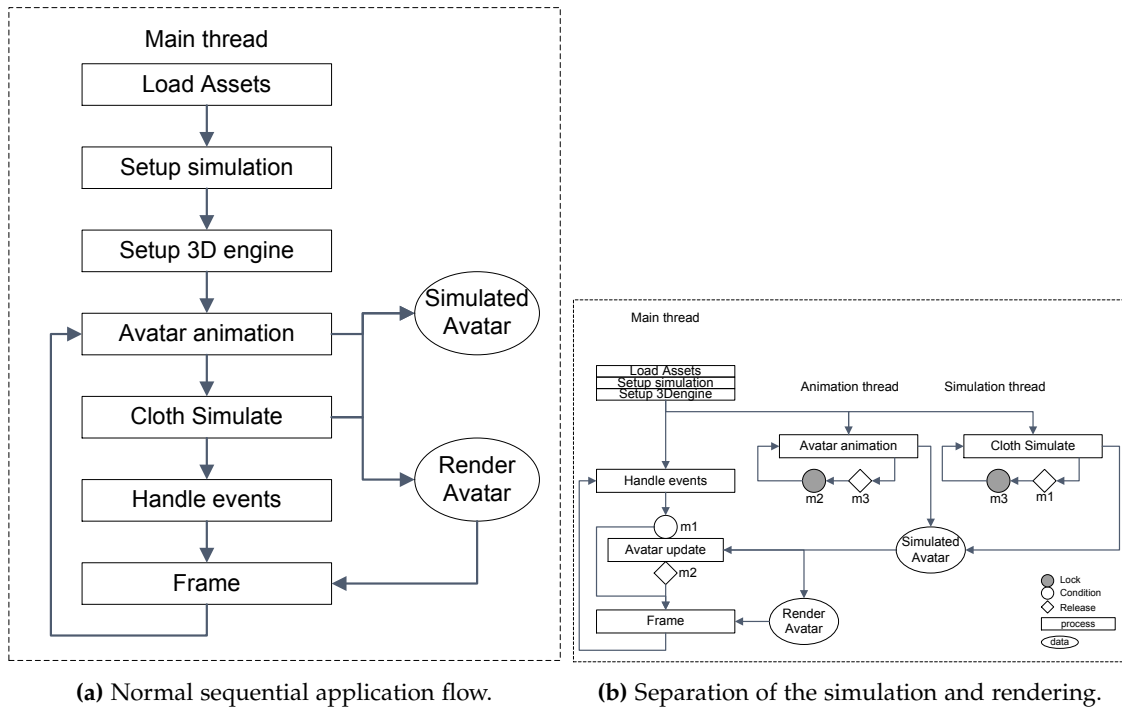 Main thread
Load Assets
Setup simulation
Setup 3D engine
Avatar animation
Cloth Simulate
Handle events
Frame
Simulated
Avatar
Render
Avatar
(a) Normal sequential application flow.
Main thread
Load Assets
Setup simulation
Setup 3Dengine
Animation thread
Simulation thread
Avatar animation
Cloth Simulate
m2
m3
m3
m1
Handle events
m1
Avatar update
m2
Frame
Simulated
Avatar
Render
Avatar
Lock
Condition
Release
process
data
(b) Separation of the simulation and rendering.